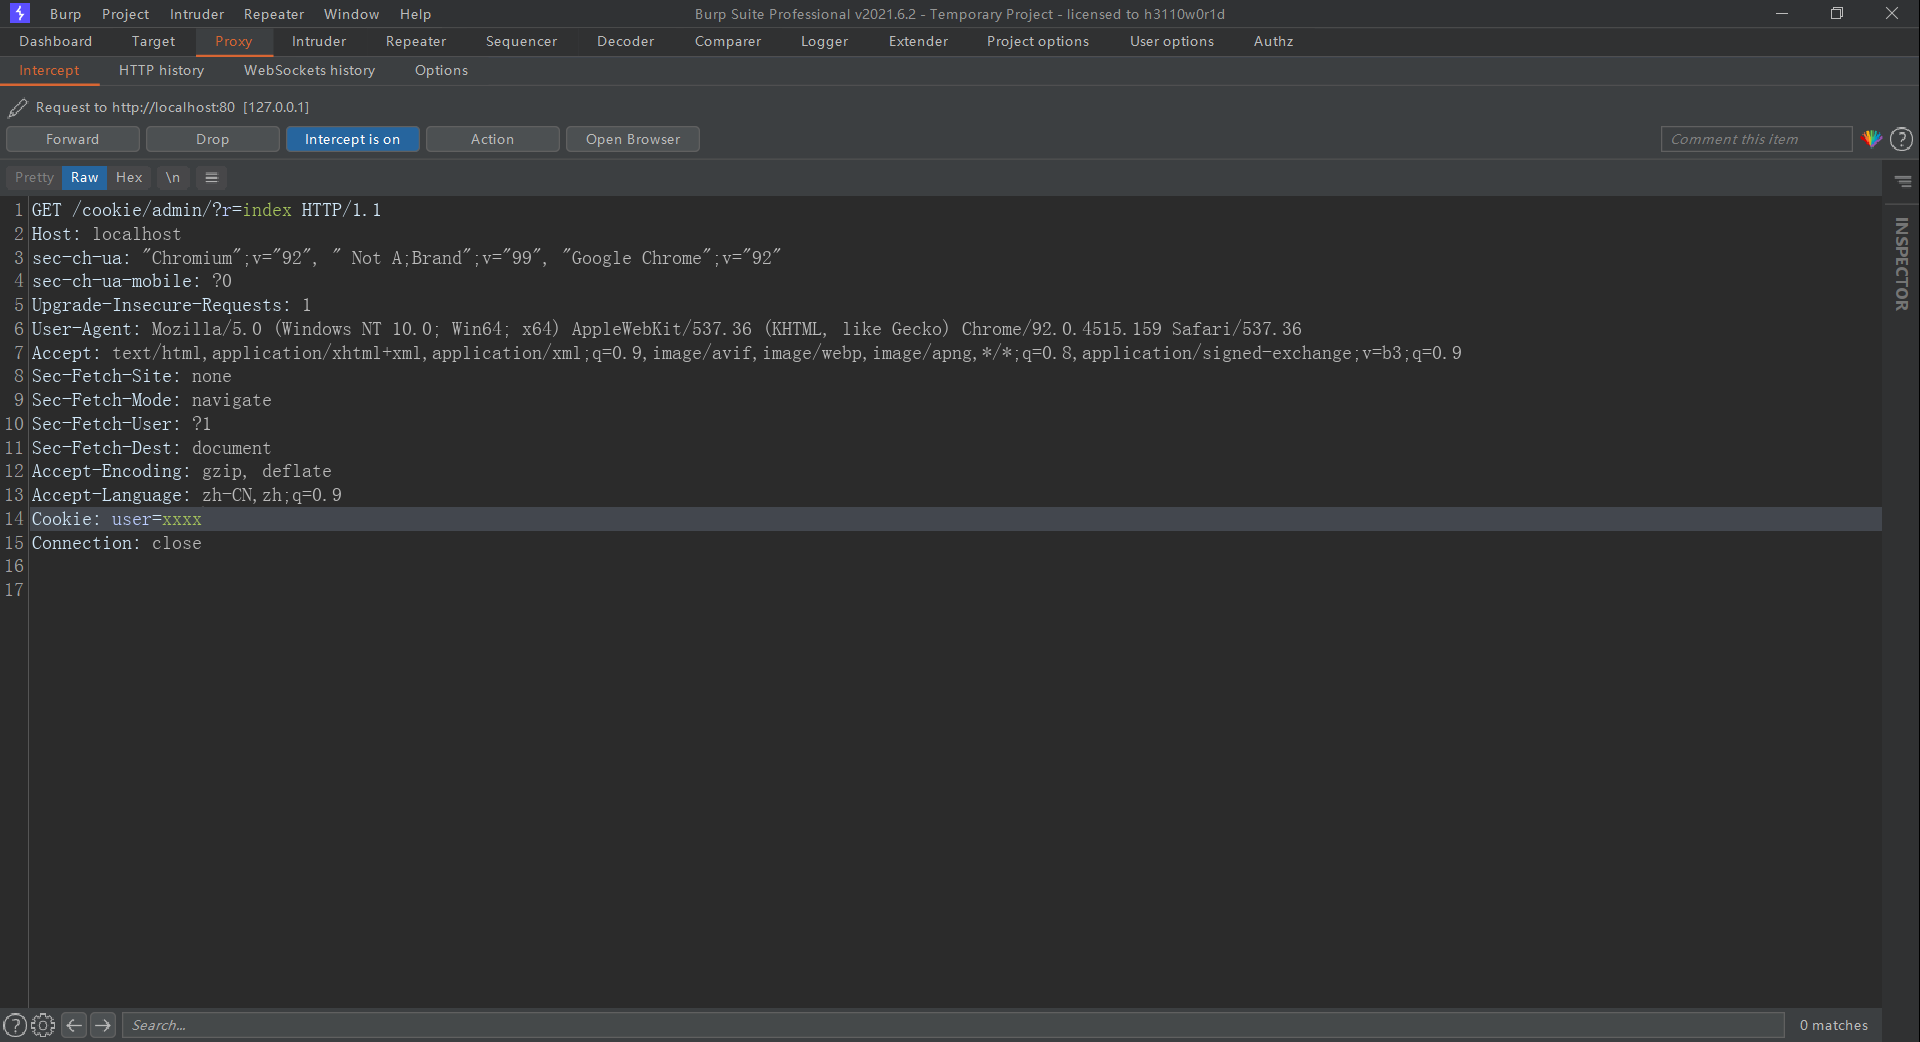 Burp Project Intruder Repeater Window Help Burp Suite Professional v2021.6.2 - Temporary Project - licensed to h3110w0r1d
Dashboard Target Proxy Intruder Repeater Sequencer Decoder Comparer Logger Extender Project options User options Authz
Intercept HTTP history WebSockets history Options
Request to http://localhost:80 [127.0.0.1]
Forward Drop Intercept is on Action Open Browser Comment this item ?
Pretty Raw Hex \n
INSPECTOR
1 GET /cookie/admin/?r=index HTTP/1.1
2 Host: localhost
3 sec-ch-ua: "Chromium";v="92", " Not A;Brand";v="99", "Google Chrome";v="92"
4 sec-ch-ua-mobile: ?0
5 Upgrade-Insecure-Requests: 1
6 User-Agent: Mozilla/5.0 (Windows NT 10.0; Win64; x64) AppleWebKit/537.36 (KHTML, like Gecko) Chrome/92.0.4515.159 Safari/537.36
7 Accept: text/html,application/xhtml+xml,application/xml;q=0.9,image/avif,image/webp,image/apng,*/*;q=0.8,application/signed-exchange;v=b3;q=0.9
8 Sec-Fetch-Site: none
9 Sec-Fetch-Mode: navigate
10 Sec-Fetch-User: ?1
11 Sec-Fetch-Dest: document
12 Accept-Encoding: gzip, deflate
13 Accept-Language: zh-CN,zh;q=0.9
14 Cookie: user=xxxx
15 Connection: close
16
17
? Search... 0 matches